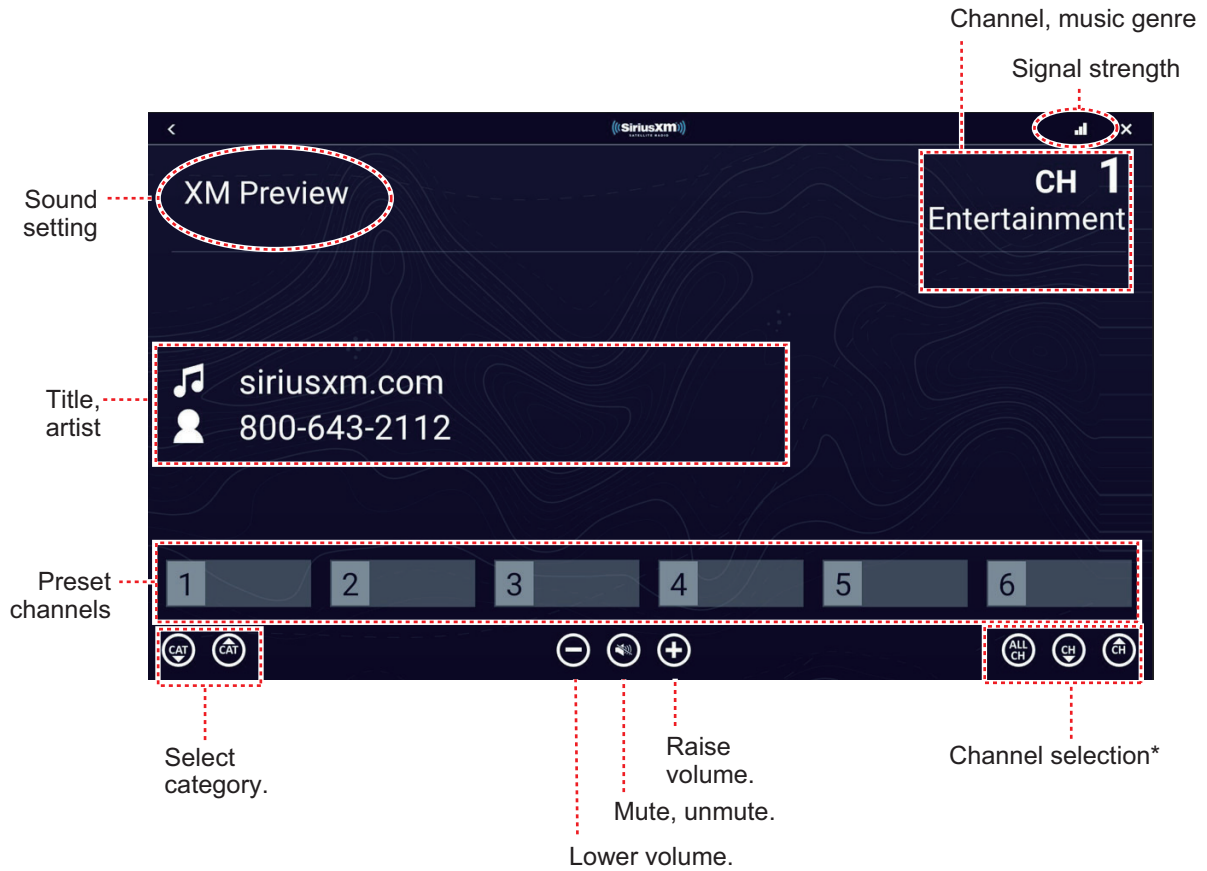 Channel, music genre
Signal strength
((SiriusXM))
SATELLITE RADIO
Sound
setting
XM Preview
CH 1
Entertainment
Title,
artist
siriusxm.com
800-643-2112
Preset
channels
1 2 3 4 5 6
CAT CAT
ALL
CH
CH CH
Select
category.
Raise
volume.
Channel selection*
Mute, unmute.
Lower volume.